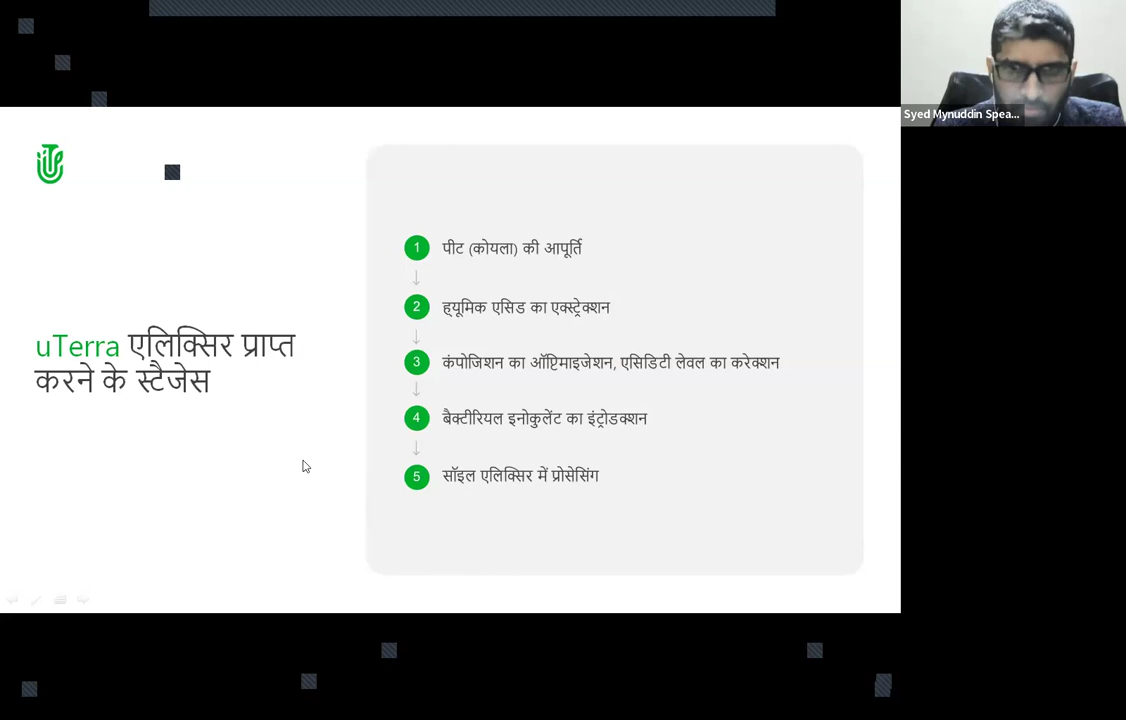 Syed Mynuddin Spea...
uTerra एलिक्सिर प्राप्त
करने के स्टैजेस
1 पीट (कोयला) की आपूर्ति
2 ह्यूमिक एसिड का एक्स्ट्रेक्शन
3 कंपोजिशन का ऑप्टिमाइजेशन, एसिडिटी लेवल का करेक्शन
4 बैक्टीरियल इनोकुलेंट का इंट्रोडक्शन
5 सॉइल एलिक्सिर में प्रोसेसिंग